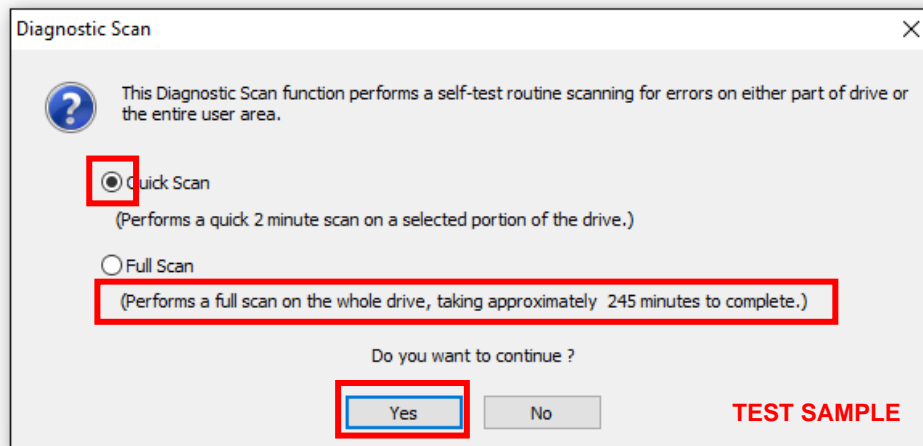 Diagnostic Scan
This Diagnostic Scan function performs a self-test routine scanning for errors on either part of drive or
the entire user area.
Quick Scan
(Performs a quick 2 minute scan on a selected portion of the drive.)
Full Scan
(Performs a full scan on the whole drive, taking approximately  245 minutes to complete.)
Do you want to continue ?
Yes No TEST SAMPLE